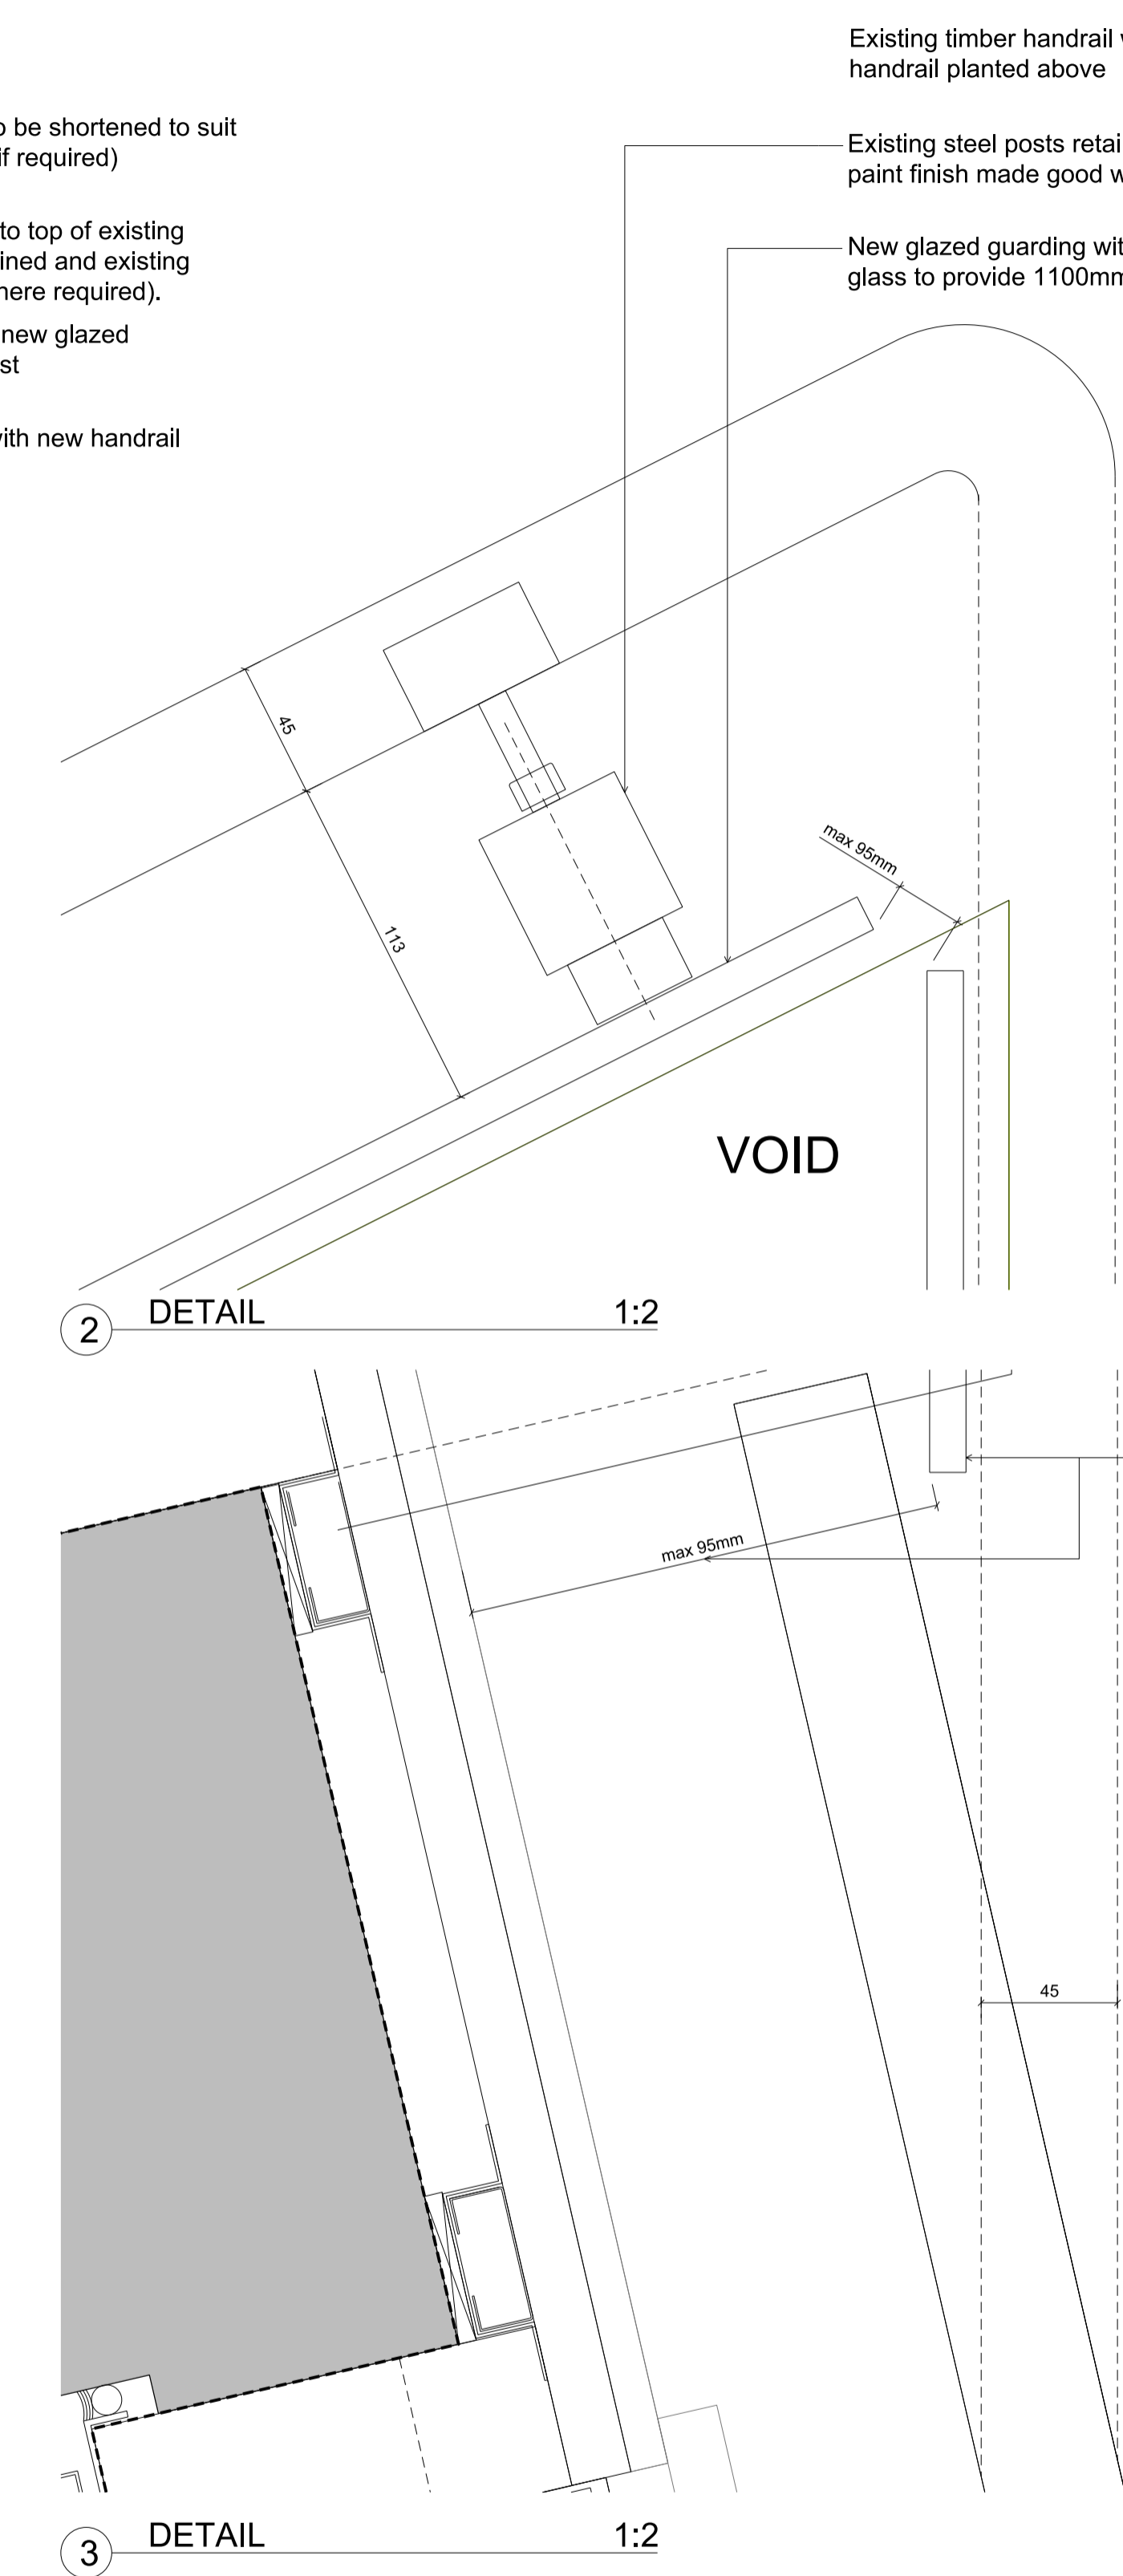 Existing timber handrail
handrail planted above
be shortened to suit
if required)
Existing steel posts retai
paint finish made good
to top of existing
ined and existing
here required).
New glazed guarding wit
glass to provide 1100mm
new glazed
st
ith new handrail
45
113
max 95mm
VOID
2 DETAIL 1:2
max 95mm
45
3 DETAIL 1:2